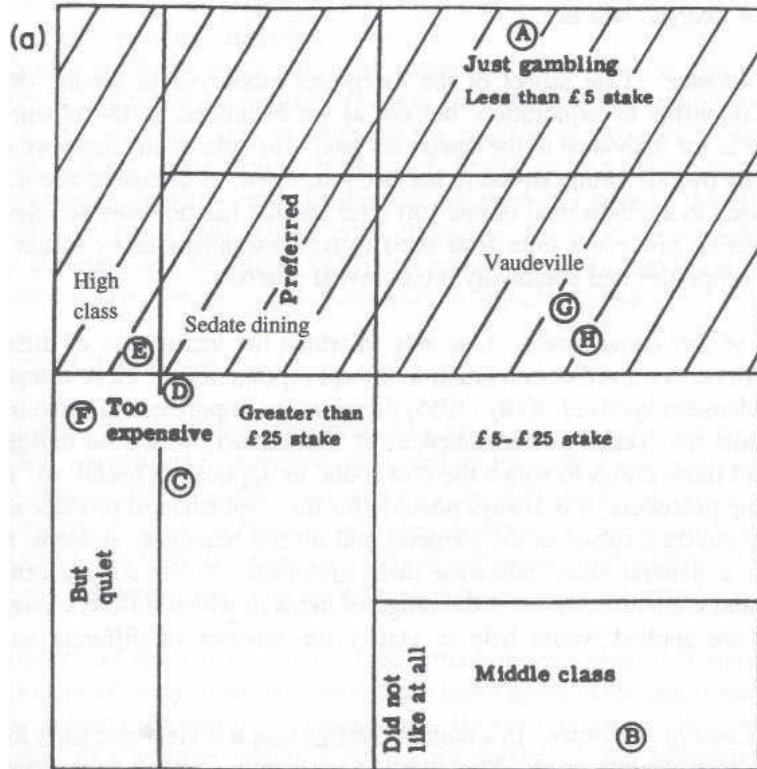 (a)
A
Just gambling
Less than £5 stake
Preferred
High
class
Sedate dining
Vaudeville
G
H
E
D
F
Too
expensive
Greater than
£25 stake
£5-£25 stake
C
But
quiet
Did not
like at all
Middle class
B